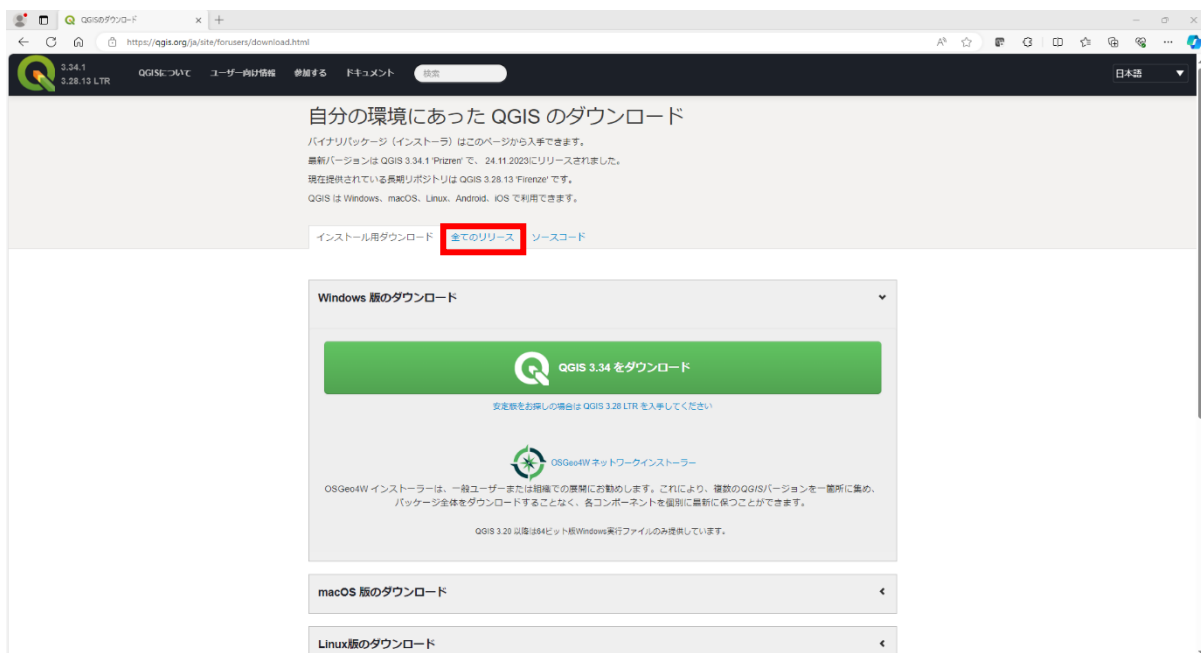 QGISのダウンロード
https://qgis.org/ja/site/forusers/download.html
3.34.1
3.28.13 LTR
QGISについて ユーザー向け情報 参加する ドキュメント 検索 日本語
自分の環境にあった QGIS のダウンロード
バイナリパッケージ（インストーラ）はこのページから入手できます。
最新バージョンは QGIS 3.34.1 'Prizren' で、 24.11.2023にリリースされました。
現在提供されている長期リポジトリは QGIS 3.28.13 'Firenze' です。
QGIS は Windows、macOS、Linux、Android、iOS で利用できます。
インストール用ダウンロード 全てのリリース ソースコード
Windows 版のダウンロード
QGIS 3.34 をダウンロード
安定版をお探しの場合は QGIS 3.28 LTR を入手してください
OSGeo4W ネットワークインストーラー
OSGeo4W インストーラーは、一般ユーザーまたは組織での展開にお勧めします。これにより、複数のQGISバージョンを一箇所に集め、
パッケージ全体をダウンロードすることなく、各コンポーネントを個別に最新に保つことができます。
QGIS 3.20 以降は64ビット版Windows実行ファイルのみ提供しています。
macOS 版のダウンロード
Linux版のダウンロード